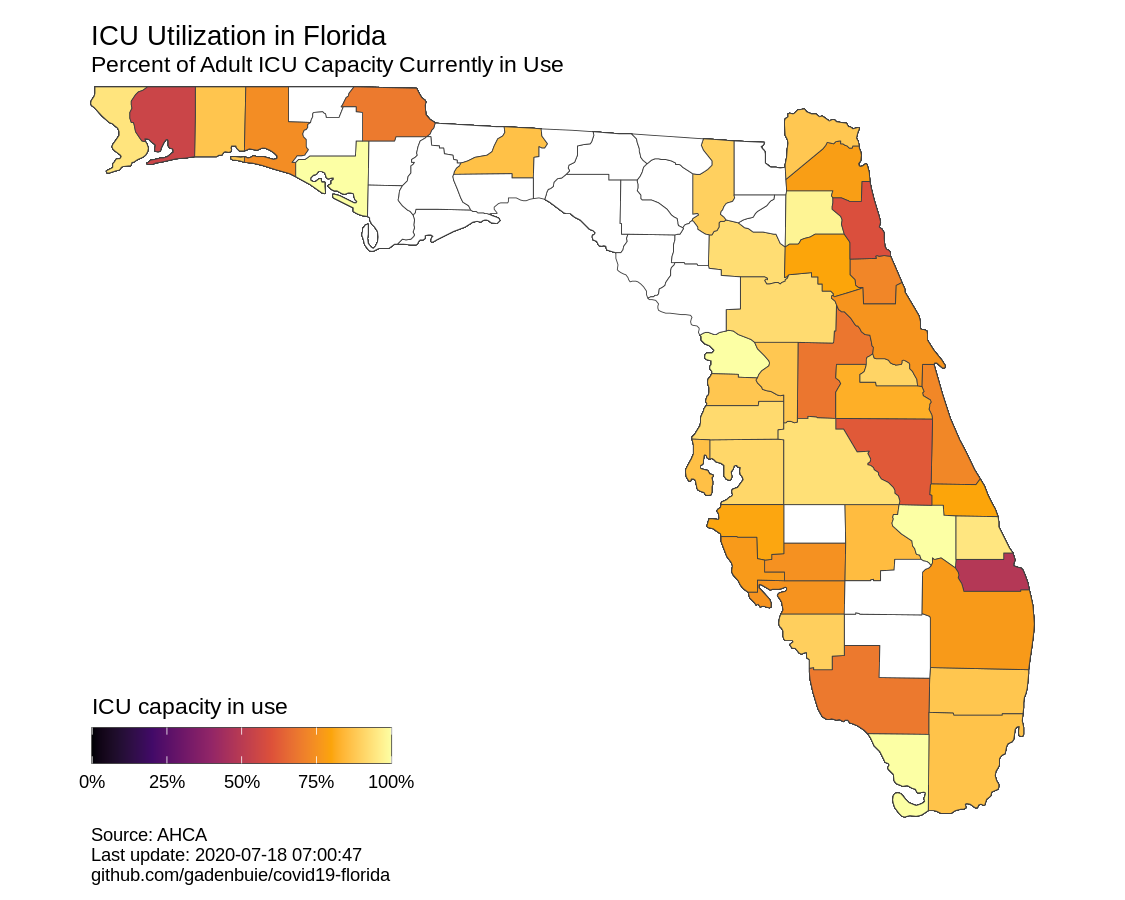 ICU Utilization in Florida
Percent of Adult ICU Capacity Currently in Use
ICU capacity in use
0% 25% 50% 75% 100%
Source: AHCA
Last update: 2020-07-18 07:00:47
github.com/gadenbuie/covid19-florida